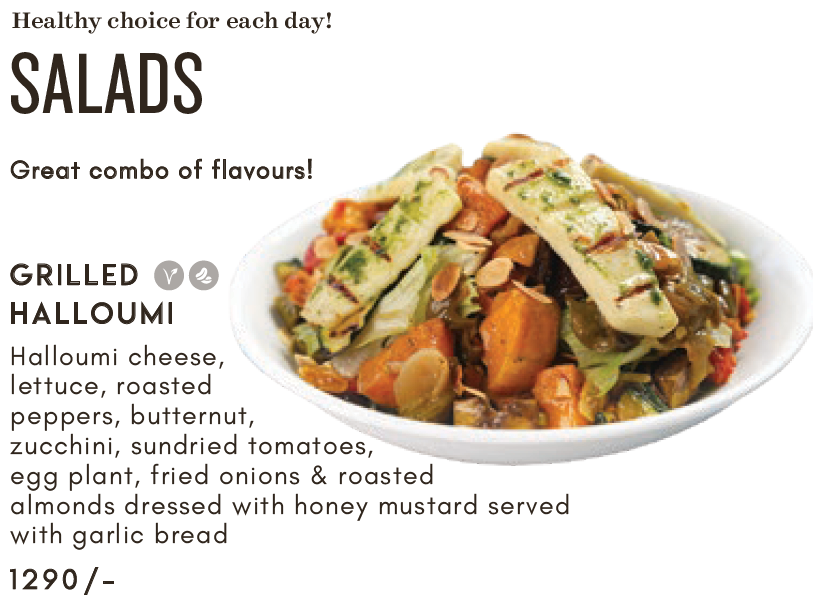 Healthy choice for each day!
SALADS
Great combo of flavours!
GRILLED
HALLOUMI
Halloumi cheese,
lettuce, roasted
peppers, butternut,
zucchini, sundried tomatoes,
egg plant, fried onions & roasted
almonds dressed with honey mustard served
with garlic bread
1290/-